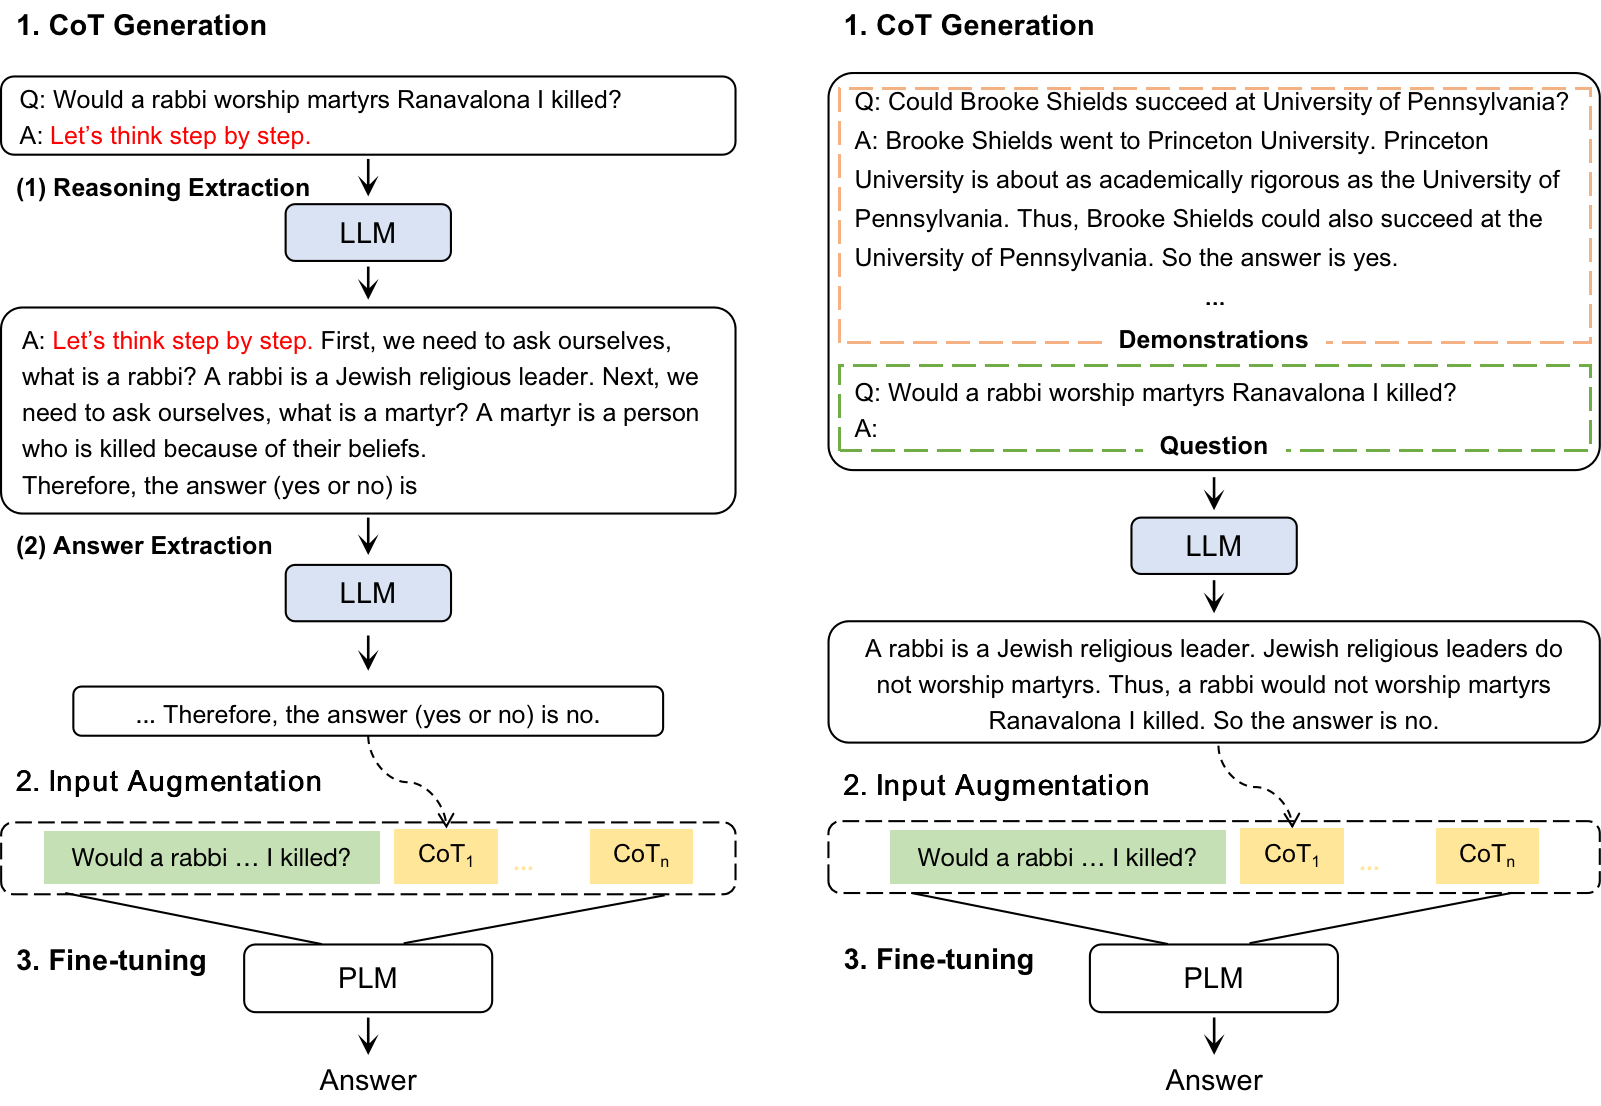 1. CoT Generation
Q: Would a rabbi worship martyrs Ranavalona I killed?
A: Let’s think step by step.
(1) Reasoning Extraction
LLM
A: Let’s think step by step. First, we need to ask ourselves,
what is a rabbi? A rabbi is a Jewish religious leader. Next, we
need to ask ourselves, what is a martyr? A martyr is a person
who is killed because of their beliefs.
Therefore, the answer (yes or no) is
(2) Answer Extraction
LLM
... Therefore, the answer (yes or no) is no.
2. Input Augmentation
Would a rabbi … I killed? CoT1 ... CoTn
3. Fine-tuning
PLM
Answer
1. CoT Generation
Q: Could Brooke Shields succeed at University of Pennsylvania?
A: Brooke Shields went to Princeton University. Princeton
University is about as academically rigorous as the University of
Pennsylvania. Thus, Brooke Shields could also succeed at the
University of Pennsylvania. So the answer is yes.
...
Demonstrations
Q: Would a rabbi worship martyrs Ranavalona I killed?
A:
Question
LLM
A rabbi is a Jewish religious leader. Jewish religious leaders do
not worship martyrs. Thus, a rabbi would not worship martyrs
Ranavalona I killed. So the answer is no.
2. Input Augmentation
Would a rabbi … I killed? CoT1 ... CoTn
3. Fine-tuning
PLM
Answer